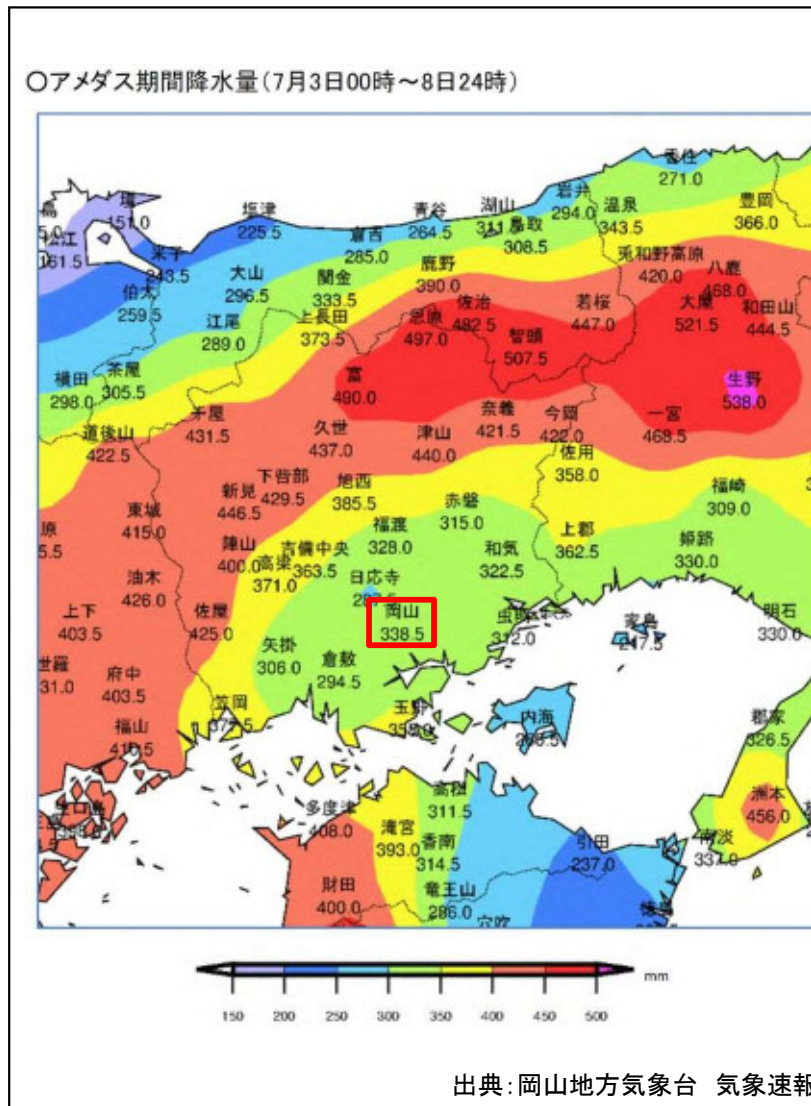 〇アメダス期間降水量(7月3日00時～8日24時)
香住
271.0
境
151.0
塩津
225.5
青谷
264.5
湖山
岩井
294.0
温泉
343.5
豊岡
366.0
松江
米子
倉吉
285.0
鳥取
308.5
伯太
259.5
大山
296.5
関金
333.5
鹿野
390.0
兎和野高原
420.0
八鹿
468.0
江尾
289.0
上長田
373.5
恩原
497.0
佐治
482.5
智頭
507.5
若桜
447.0
大屋
521.5
和田山
444.5
横田
298.0
茶屋
305.5
富
490.0
生野
538.0
道後山
422.5
千屋
431.5
久世
437.0
津山
440.0
奈義
421.5
今岡
422.0
一宮
468.5
佐用
358.0
東城
415.0
新見
446.5
下呰部
429.5
旭西
385.5
赤磐
315.0
福崎
309.0
陣山
400.0
高梁
371.0
吉備中央
363.5
福渡
328.0
和気
322.5
上郡
362.5
姫路
330.0
油木
426.0
日応寺
上下
403.5
佐屋
425.0
岡山
338.5
虫明
312.0
家島
明石
330.0
世羅
府中
403.5
矢掛
306.0
倉敷
294.5
福山
笠岡
玉野
内海
郡家
326.5
多度津
408.0
滝宮
393.0
高松
311.5
香南
314.5
引田
237.0
洲本
456.0
南淡
財田
400.0
竜王山
286.0
穴吹
徳島
150 200 250 300 350 400 450 500 mm
出典:岡山地方気象台 気象速報